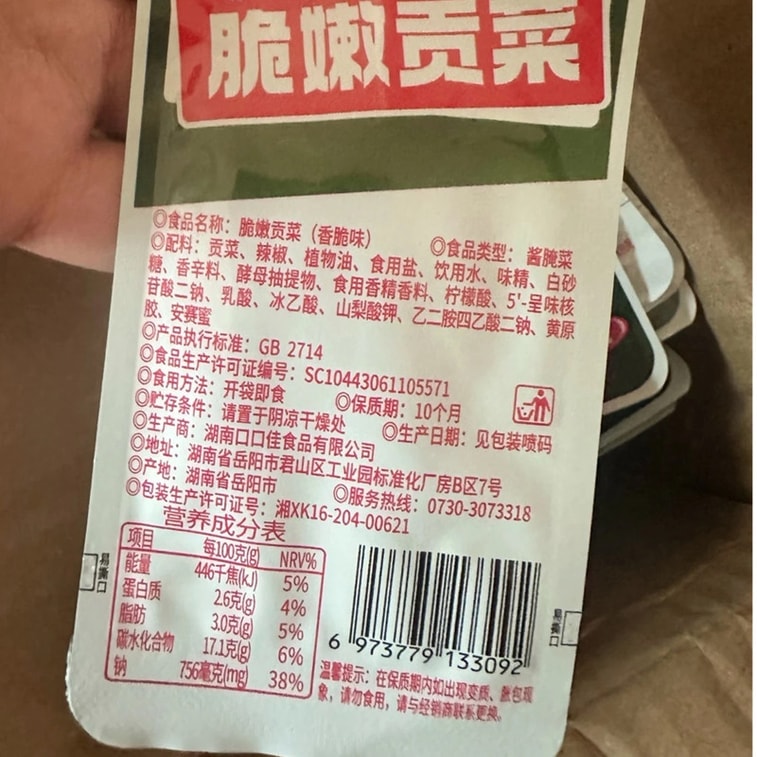 脆嫩贡菜
◎食品名称：脆嫩贡菜（香脆味） ◎食品类型：酱腌菜
◎配料：贡菜、辣椒、植物油、食用盐、饮用水、味精、白砂
糖、香辛料、酵母抽提物、食用香精香料、柠檬酸、5'-呈味核
苷酸二钠、乳酸、冰乙酸、山梨酸钾、乙二胺四乙酸二钠、黄原
胶、安赛蜜
◎产品执行标准：GB 2714
◎食品生产许可证编号：SC10443061105571
◎食用方法：开袋即食 ◎保质期：10个月
◎贮存条件：请置于阴凉干燥处 ◎生产日期：见包装喷码
◎生产商：湖南口口佳食品有限公司
◎地址：湖南省岳阳市君山区工业园标准化厂房B区7号
◎产地：湖南省岳阳市 ◎服务热线：0730-3073318
◎包装生产许可证号：湘XK16-204-00621
营养成分表
项目 每100克(g) NRV%
能量 446千焦(kJ) 5%
蛋白质 2.6克(g) 4%
脂肪 3.0克(g) 5%
碳水化合物 17.1克(g) 6%
钠 756毫克(mg) 38%
6 973779 133092
温馨提示：在保质期内如出现变质、胀包现
象，请勿食用，请与经销商联系更换。
易撕口
易撕口